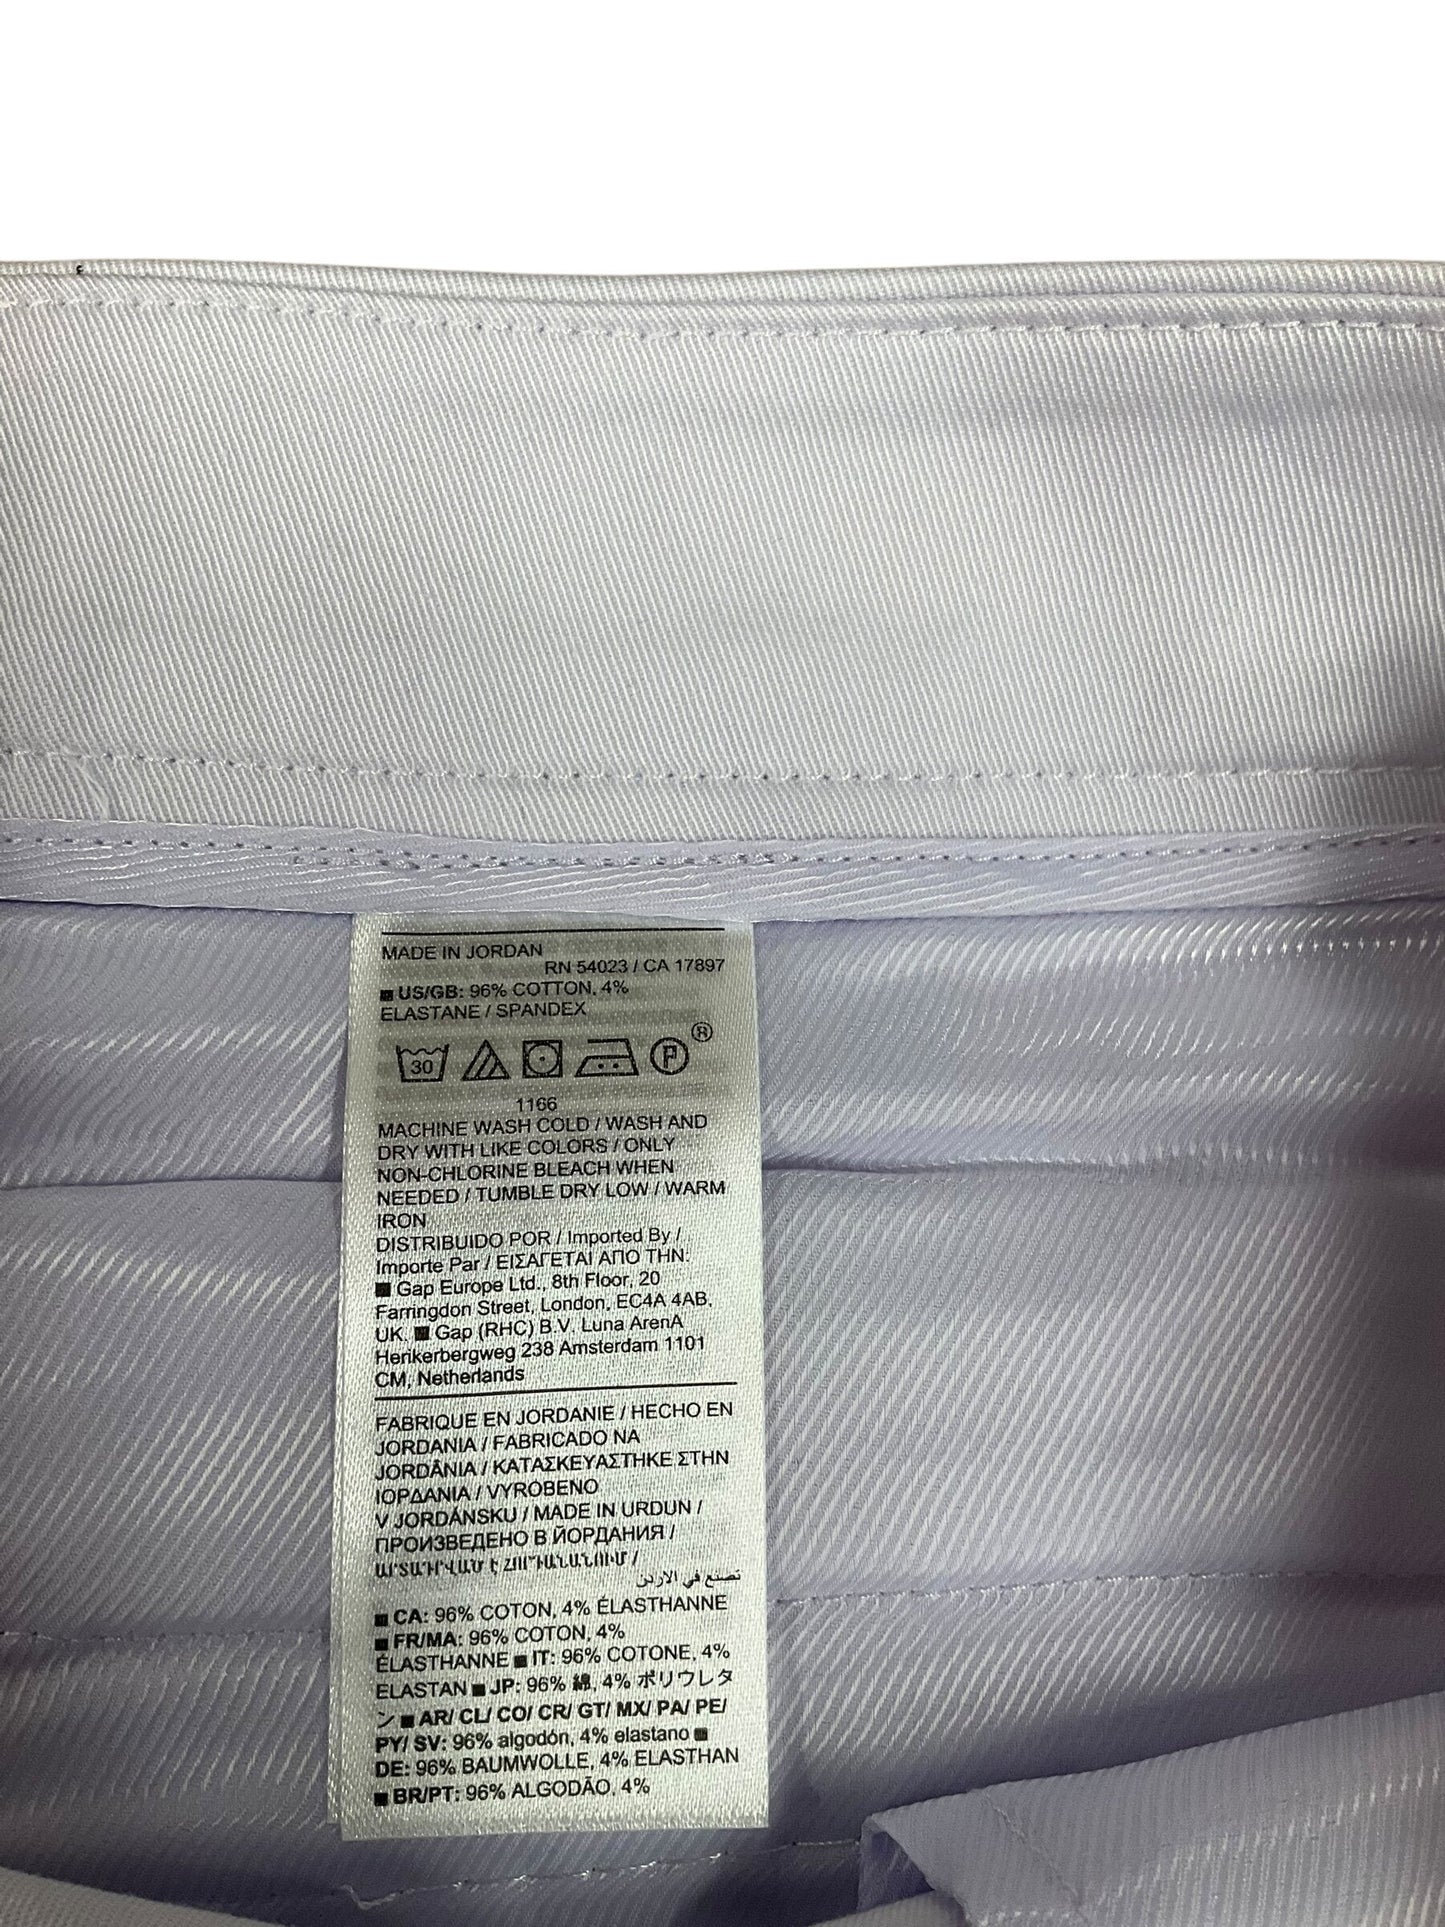 MADE IN JORDAN
RN 54023 / CA 17897
■ US/GB: 96% COTTON, 4%
ELASTANE / SPANDEX
30 P ®
1166
MACHINE WASH COLD / WASH AND
DRY WITH LIKE COLORS / ONLY
NON-CHLORINE BLEACH WHEN
NEEDED / TUMBLE DRY LOW / WARM
IRON
DISTRIBUIDO POR / Imported By /
Importe Par / ΕΙΣΑΓΕΤΑΙ ΑΠΟ ΤΗΝ:
■ Gap Europe Ltd., 8th Floor, 20
Farringdon Street, London, EC4A 4AB,
UK. ■ Gap (RHC) B.V. Luna ArenA
Herikerbergweg 238 Amsterdam 1101
CM, Netherlands
FABRIQUE EN JORDANIE / HECHO EN
JORDANIA / FABRICADO NA
JORDÂNIA / ΚΑΤΑΣΚΕΥΑΣΤΗΚΕ ΣΤΗΝ
ΙΟΡΔΑΝΙΑ / VYROBENO
V JORDÁNSKU / MADE IN URDUN /
ПРОИЗВЕДЕНО В ЙОРДАНИЯ /
ԱՐՏԱԴՐՎԱԾ Է ՀՈՐԴԱՆԱՆՈՒՄ /
تصنع في الاردن
■ CA: 96% COTON, 4% ÉLASTHANNE
■ FR/MA: 96% COTON, 4%
ÉLASTHANNE ■ IT: 96% COTONE, 4%
ELASTAN ■ JP: 96% 綿, 4% ポリウレタ
ン ■ AR/ CL/ CO/ CR/ GT/ MX/ PA/ PE/
PY/ SV: 96% algodón, 4% elastano ■
DE: 96% BAUMWOLLE, 4% ELASTHAN
■ BR/PT: 96% ALGODÃO, 4%